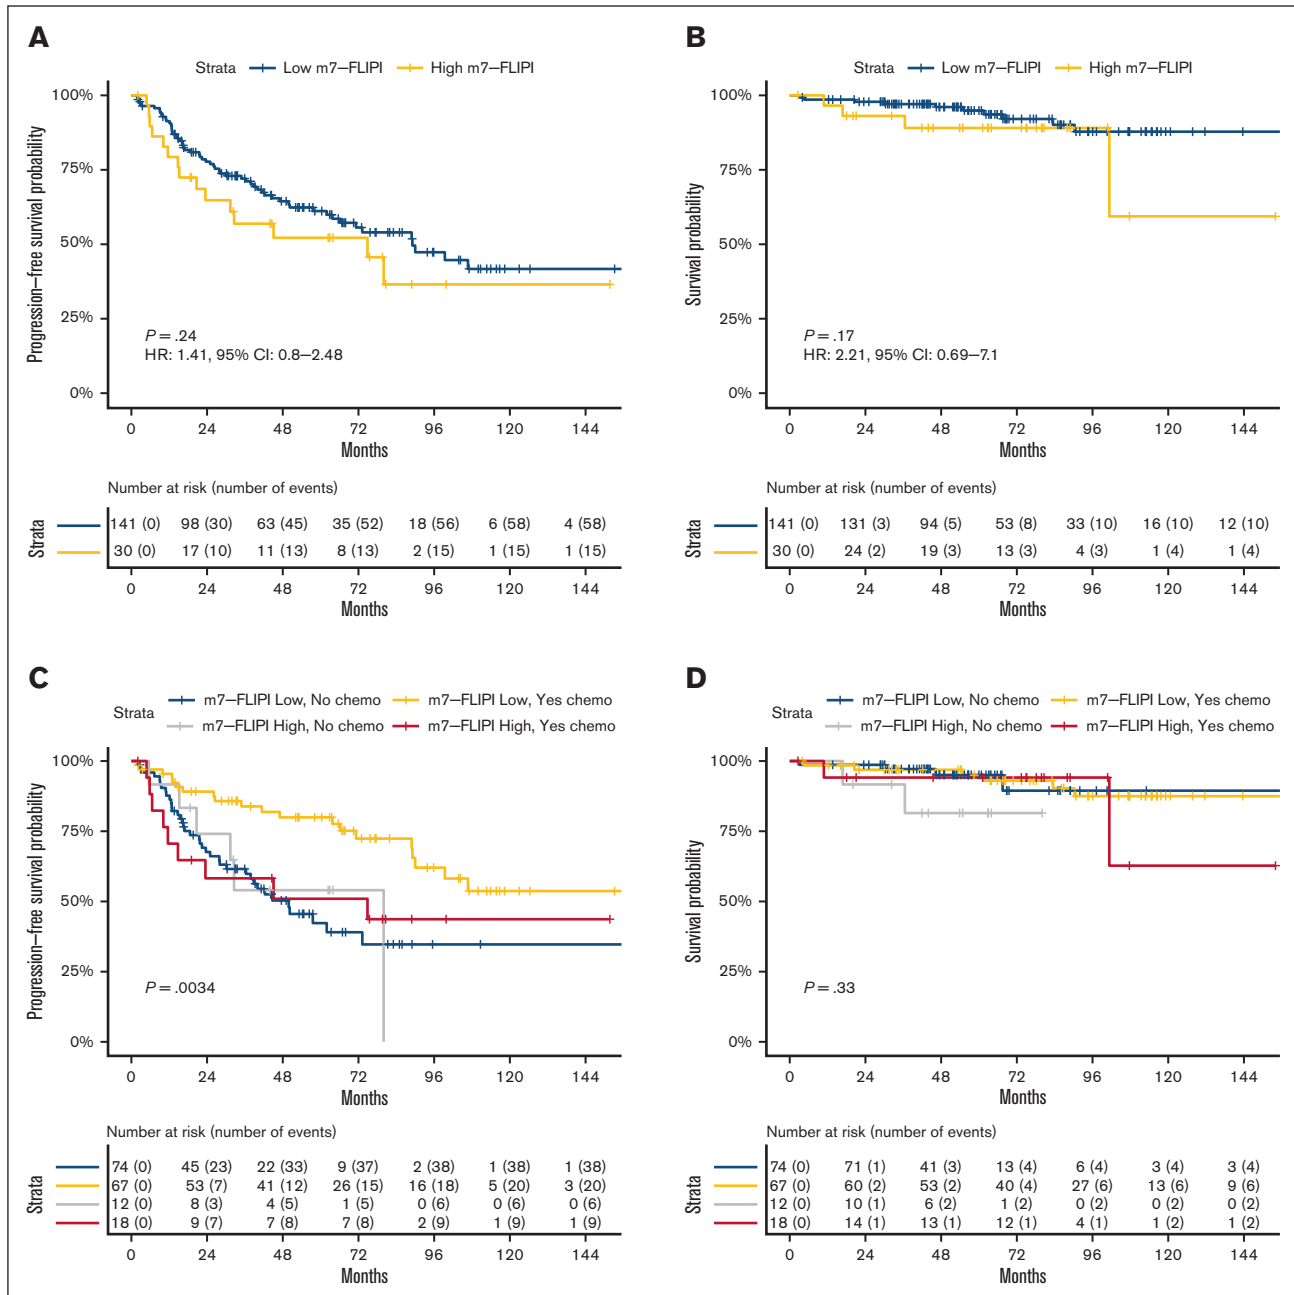 A
Strata Low m7–FLIPI High m7–FLIPI
Progression–free survival probability
100%
75%
50%
25%
0%
P = .24
HR: 1.41, 95% CI: 0.8–2.48
0 24 48 72 96 120 144
Months
Number at risk (number of events)
Strata
141 (0) 98 (30) 63 (45) 35 (52) 18 (56) 6 (58) 4 (58)
30 (0) 17 (10) 11 (13) 8 (13) 2 (15) 1 (15) 1 (15)
0 24 48 72 96 120 144
Months
B
Strata Low m7–FLIPI High m7–FLIPI
Survival probability
100%
75%
50%
25%
0%
P = .17
HR: 2.21, 95% CI: 0.69–7.1
0 24 48 72 96 120 144
Months
Number at risk (number of events)
Strata
141 (0) 131 (3) 94 (5) 53 (8) 33 (10) 16 (10) 12 (10)
30 (0) 24 (2) 19 (3) 13 (3) 4 (3) 1 (4) 1 (4)
0 24 48 72 96 120 144
Months
C
Strata
m7–FLIPI Low, No chemo m7–FLIPI Low, Yes chemo
m7–FLIPI High, No chemo m7–FLIPI High, Yes chemo
Progression–free survival probability
100%
75%
50%
25%
0%
P = .0034
0 24 48 72 96 120 144
Months
Number at risk (number of events)
Strata
74 (0) 45 (23) 22 (33) 9 (37) 2 (38) 1 (38) 1 (38)
67 (0) 53 (7) 41 (12) 26 (15) 16 (18) 5 (20) 3 (20)
12 (0) 8 (3) 4 (5) 1 (5) 0 (6) 0 (6) 0 (6)
18 (0) 9 (7) 7 (8) 7 (8) 2 (9) 1 (9) 1 (9)
0 24 48 72 96 120 144
Months
D
Strata
m7–FLIPI Low, No chemo m7–FLIPI Low, Yes chemo
m7–FLIPI High, No chemo m7–FLIPI High, Yes chemo
Survival probability
100%
75%
50%
25%
0%
P = .33
0 24 48 72 96 120 144
Months
Number at risk (number of events)
Strata
74 (0) 71 (1) 41 (3) 13 (4) 6 (4) 3 (4) 3 (4)
67 (0) 60 (2) 53 (2) 40 (4) 27 (6) 13 (6) 9 (6)
12 (0) 10 (1) 6 (2) 1 (2) 0 (2) 0 (2) 0 (2)
18 (0) 14 (1) 13 (1) 12 (1) 4 (1) 1 (2) 1 (2)
0 24 48 72 96 120 144
Months